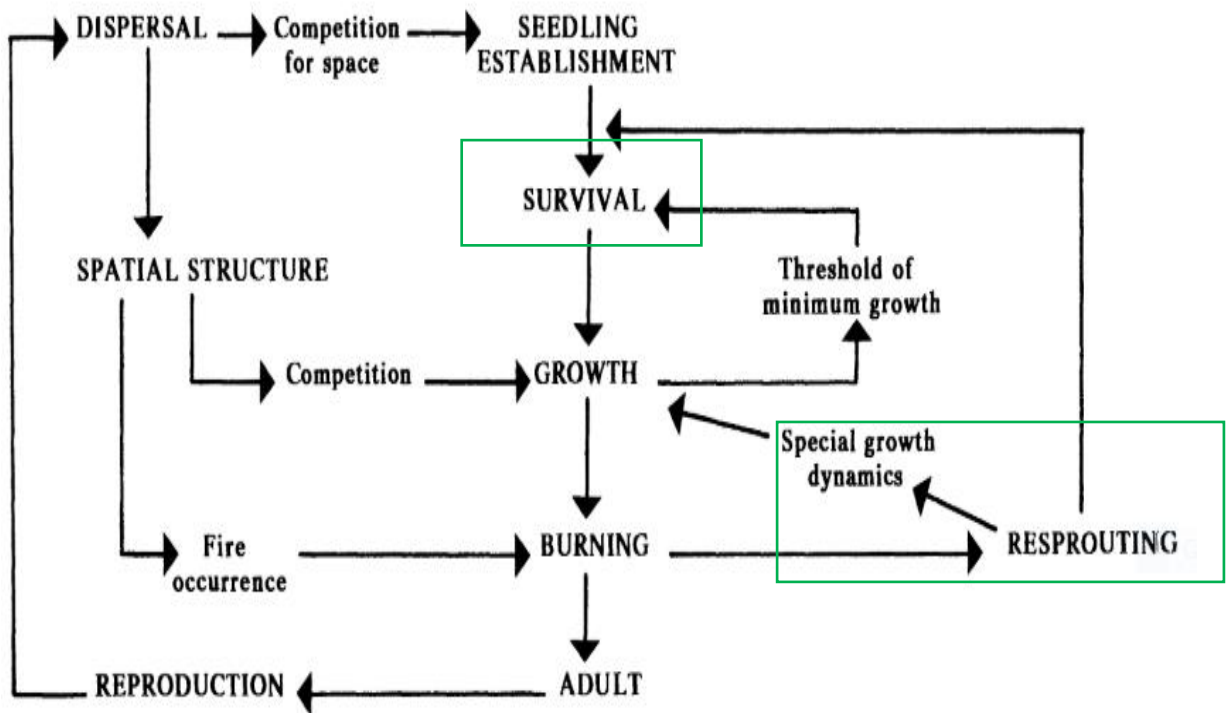 DISPERSAL
Competition
for space
SEEDLING
ESTABLISHMENT
SURVIVAL
SPATIAL STRUCTURE
Threshold of
minimum growth
Competition
GROWTH
Special growth
dynamics
Fire
occurrence
BURNING
RESPROUTING
REPRODUCTION
ADULT